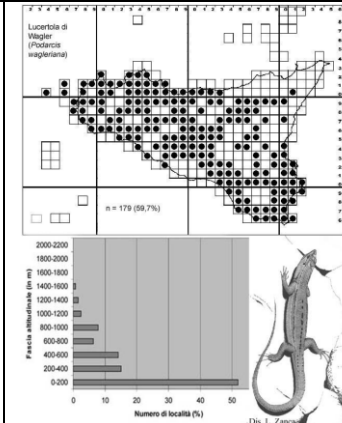 Lucertola di
Wagler
(Podarcis
wagleriana)
n = 179 (59,7%)
Fascia altitudinale (in m)
2000-2200
1800-2000
1600-1800
1400-1600
1200-1400
1000-1200
800-1000
600-800
400-600
200-400
0-200
0 10 20 30 40 50
Numero di località (%)
Dis. L. Zanca